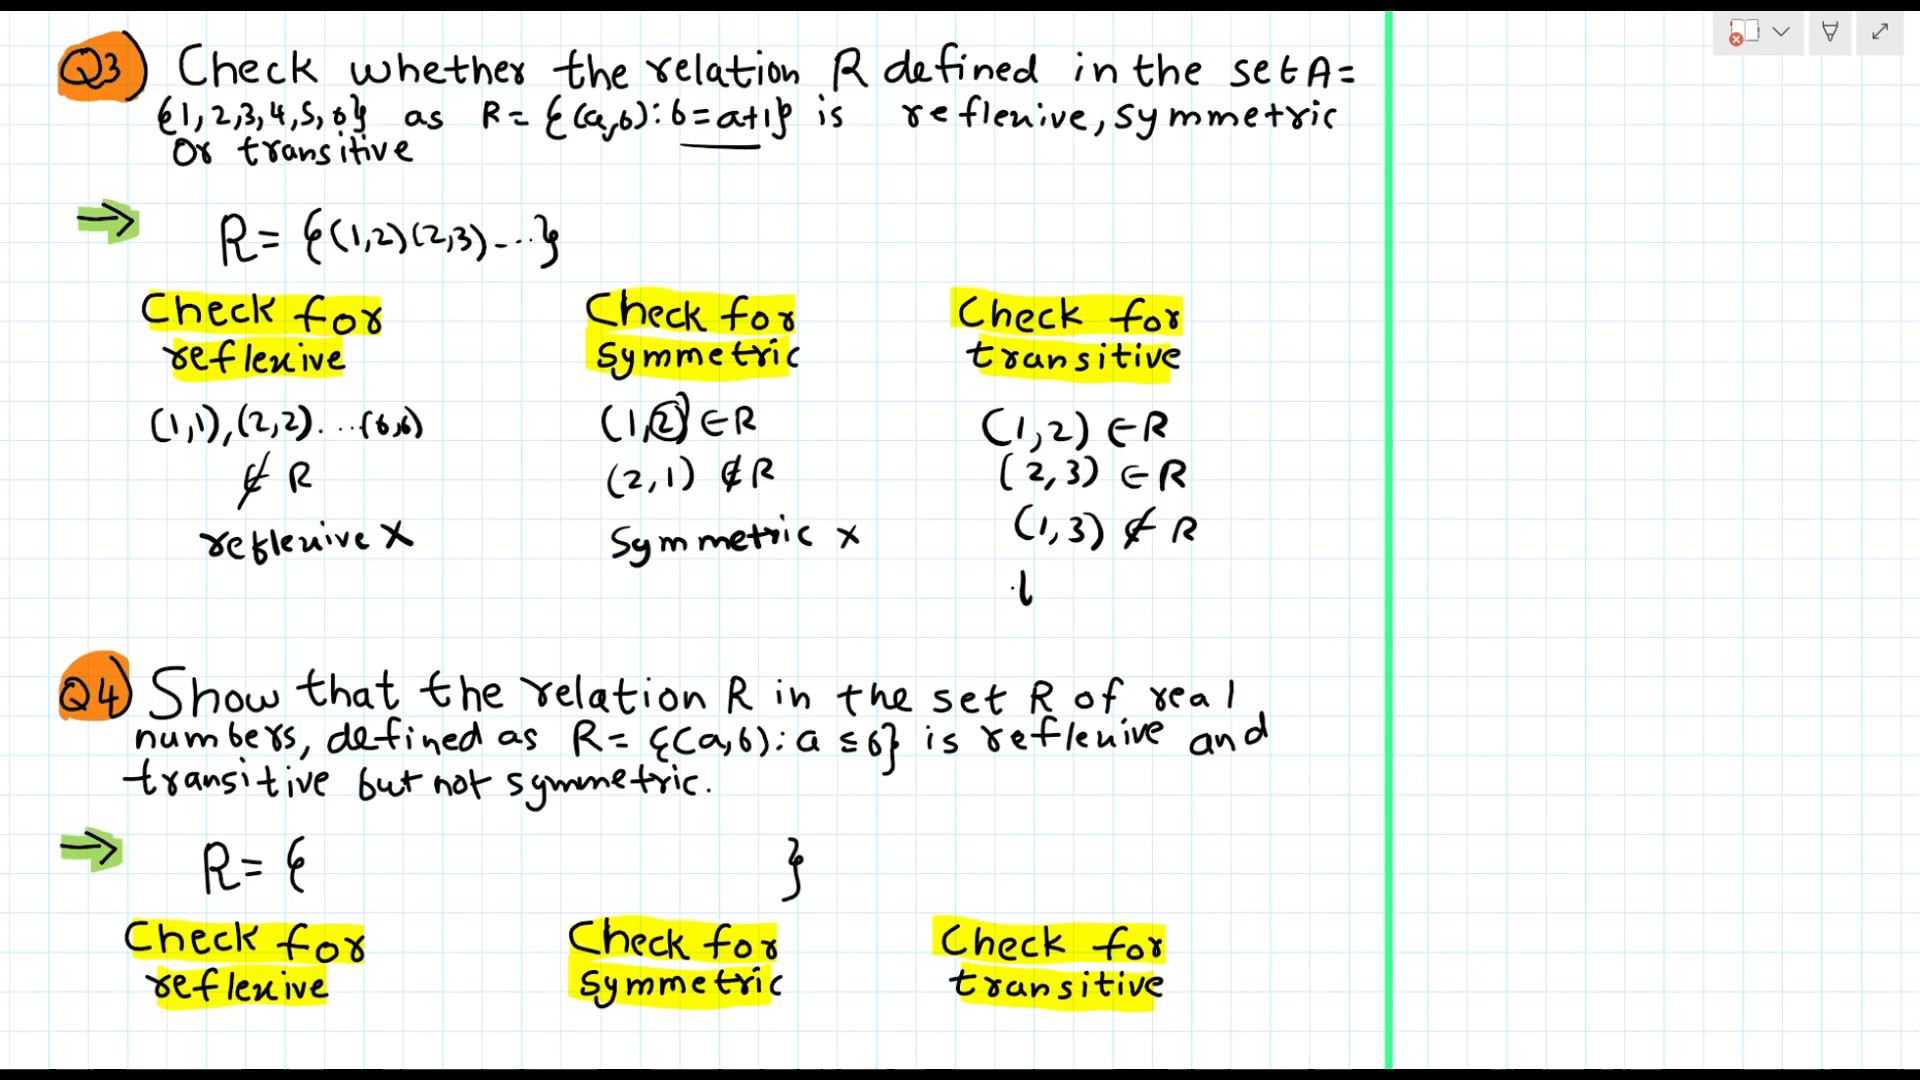 Q3) Check whether the relation R defined in the set A=
{1,2,3,4,5,6} as R= {(a,b): b=a+1} is reflexive, symmetric
Or transitive
⇒ R= {(1,2)(2,3)-...}
Check for reflexive
(1,1),(2,2)....(6,6)
∉ R
reflexive X
Check for symmetric
(1,2) ∈ R
(2,1) ∉ R
Symmetric x
Check for transitive
(1,2) ∈ R
(2,3) ∈ R
(1,3) ∉ R
Q4) Show that the relation R in the set R of real
numbers, defined as R= {(a,b): a ≤ b} is reflexive and
transitive but not symmetric.
⇒ R= { }
Check for reflexive
Check for symmetric
Check for transitive